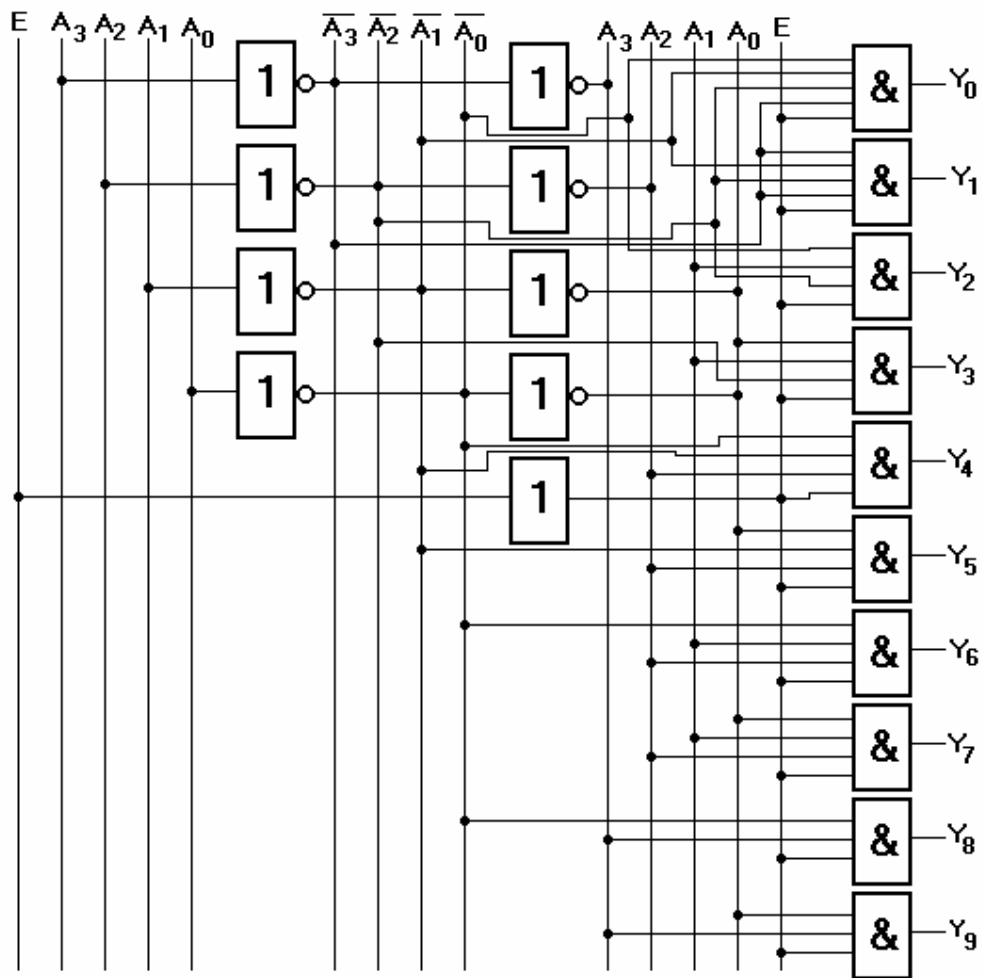 E A₃ A₂ A₁ A₀ A̅₃ A̅₂ A̅₁ A̅₀ A₃ A₂ A₁ A₀ E
1 1 & Y₀
1 1 & Y₁
1 1 & Y₂
1 1 & Y₃
1 & Y₄
& Y₅
& Y₆
& Y₇
& Y₈
& Y₉